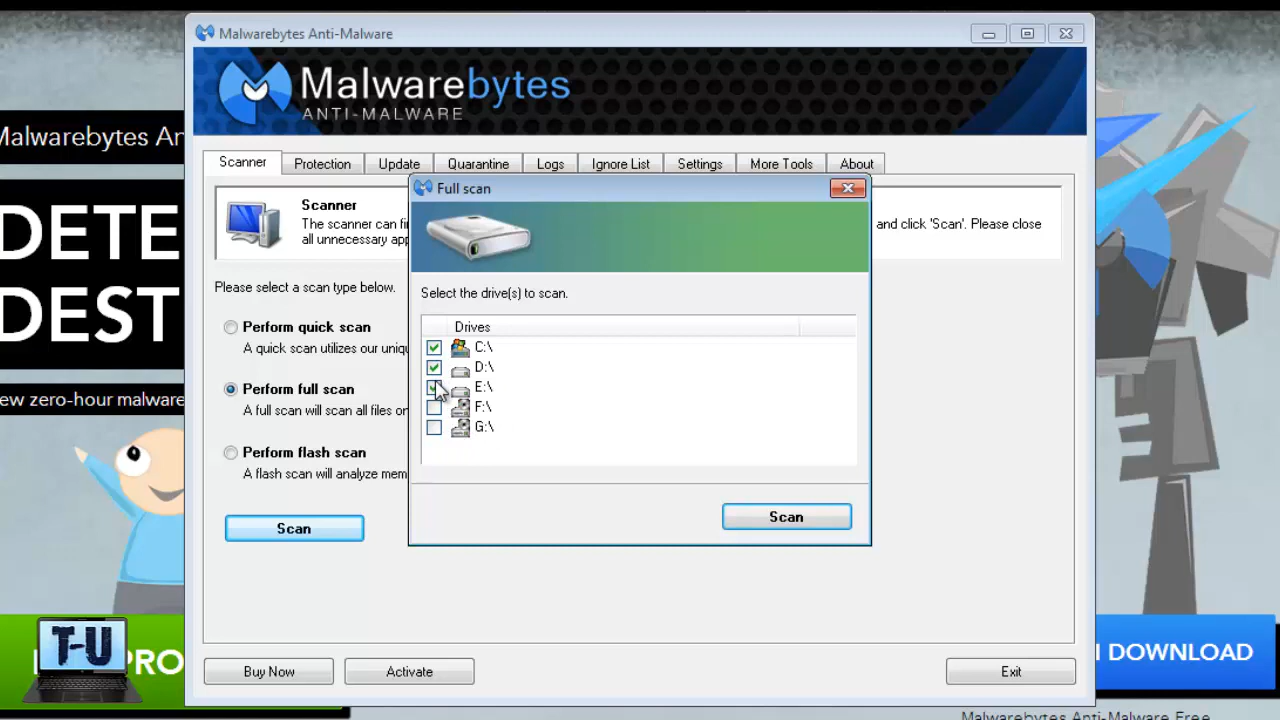 Malwarebytes Anti-Malware
Malwarebytes
ANTI-MALWARE
Malwarebytes An
DETE
DEST
ew zero-hour malware
Scanner
Protection
Update
Quarantine
Logs
Ignore List
Settings
More Tools
About
Scanner
The scanner can fi
and click 'Scan'. Please close
all unnecessary app
Please select a scan type below.
Perform quick scan
A quick scan utilizes our uniqu
Perform full scan
A full scan will scan all files on
Perform flash scan
A flash scan will analyze mem
Scan
Full scan
Select the drive(s) to scan.
Drives
C:\
D:\
E:\
F:\
G:\
Scan
Buy Now
Activate
Exit
T-U
PRO
DOWNLOAD
Malwarebytes Anti-Malware Free